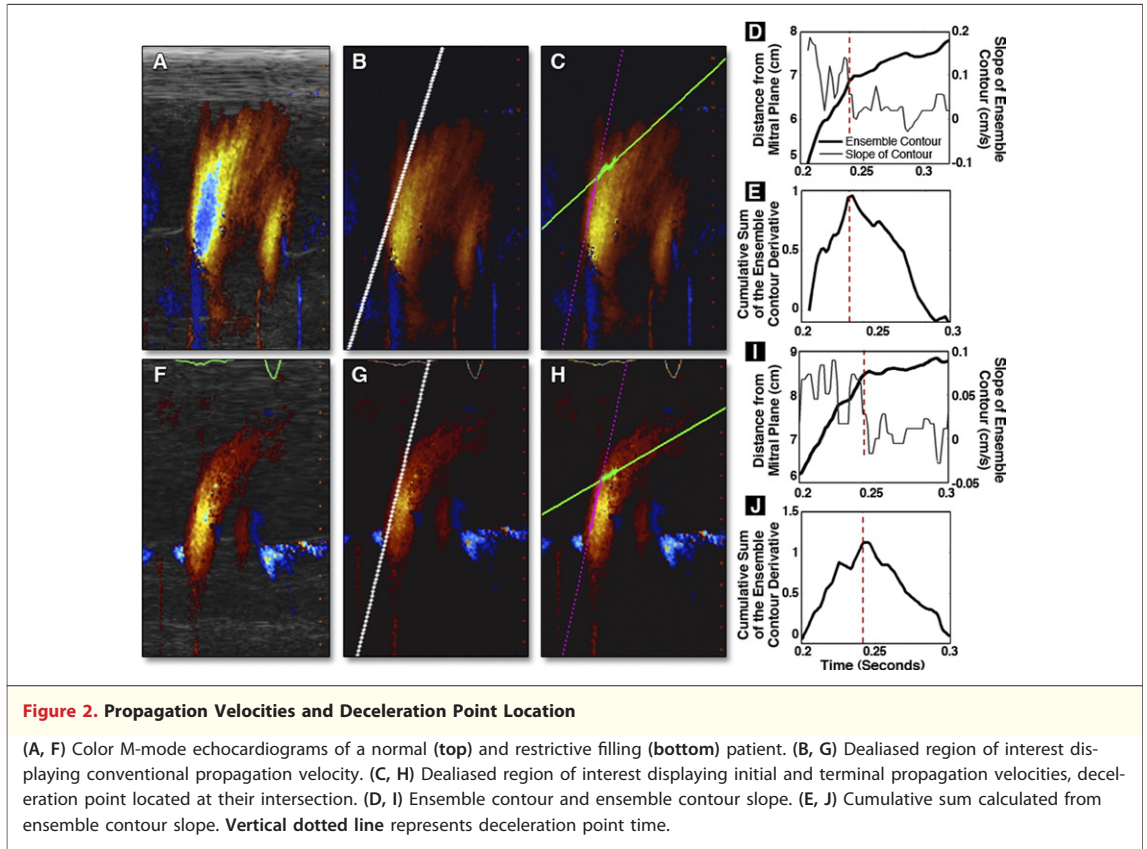 A
B
C
D
8
7
6
5
Distance from
Mitral Plane (cm)
0.2
0.1
0
-0.1
Slope of Ensemble
Contour (cm/s)
Ensemble Contour
Slope of Contour
0.2
0.25
0.3
E
1
0.5
0
Cumulative Sum
of the Ensemble
Contour Derivative
0.2
0.25
0.3
F
G
H
I
9
8
7
6
Distance from
Mitral Plane (cm)
0.1
0.05
0
-0.05
Slope of Ensemble
Contour (cm/s)
0.2
0.25
0.3
J
1.5
1
0.5
0
Cumulative Sum
of the Ensemble
Contour Derivative
0.2
0.25
0.3
Time (Seconds)
Figure 2. Propagation Velocities and Deceleration Point Location
(A, F) Color M-mode echocardiograms of a normal (top) and restrictive filling (bottom) patient. (B, G) Dealiased region of interest dis-
playing conventional propagation velocity. (C, H) Dealiased region of interest displaying initial and terminal propagation velocities, decel-
eration point located at their intersection. (D, I) Ensemble contour and ensemble contour slope. (E, J) Cumulative sum calculated from
ensemble contour slope. Vertical dotted line represents deceleration point time.